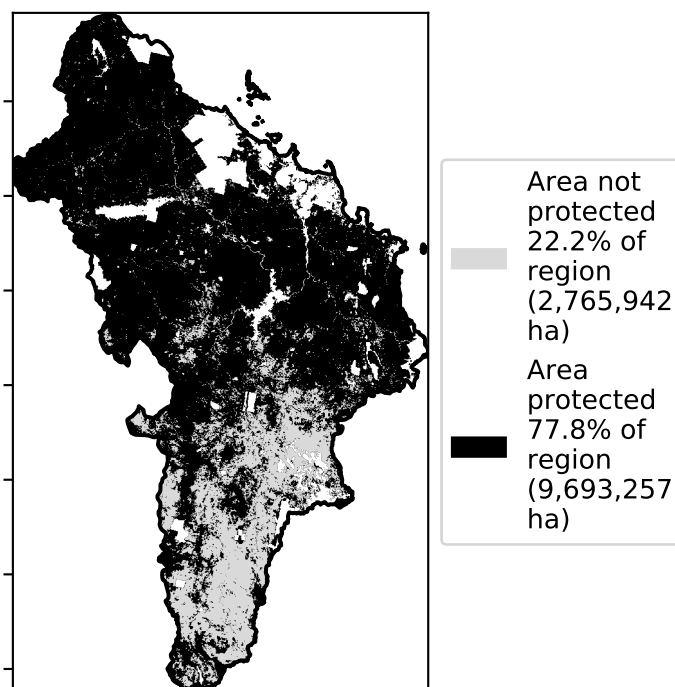 Area not
protected
22.2% of
region
(2,765,942
ha)
Area
protected
77.8% of
region
(9,693,257
ha)